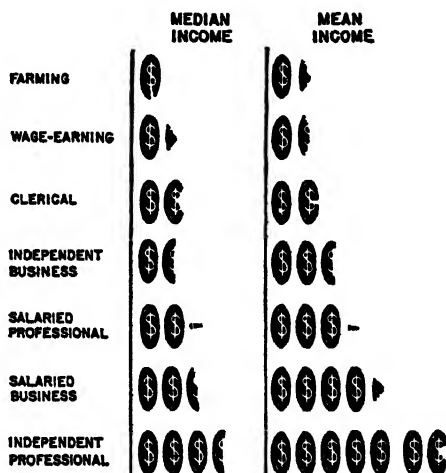 MEDIAN INCOME
MEAN INCOME
FARMING
WAGE-EARNING
CLERICAL
INDEPENDENT
BUSINESS
SALARIED
PROFESSIONAL
SALARIED
BUSINESS
INDEPENDENT
PROFESSIONAL